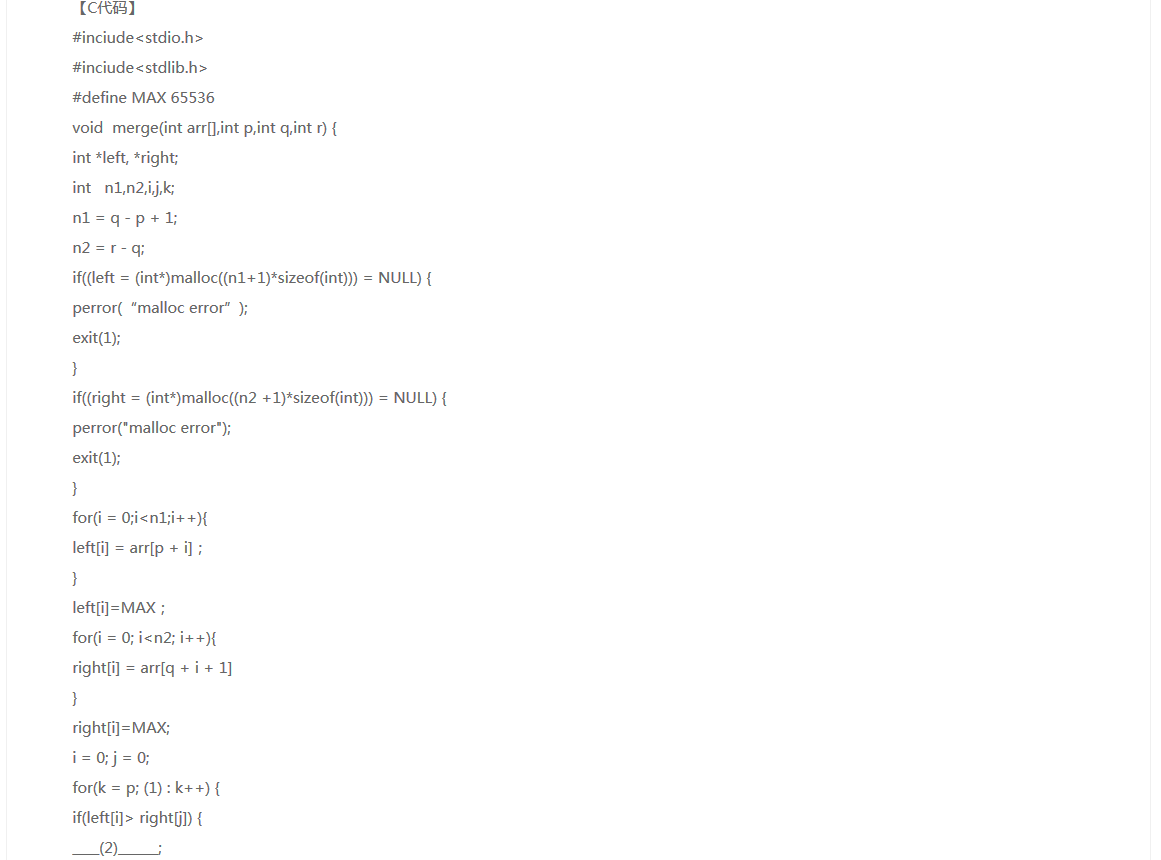 【C代码】
#inciude<stdio.h>
#inciude<stdlib.h>
#define MAX 65536
void  merge(int arr[],int p,int q,int r) {
int *left, *right;
int   n1,n2,i,j,k;
n1 = q - p + 1;
n2 = r - q;
if((left = (int*)malloc((n1+1)*sizeof(int))) = NULL) {
perror(“malloc error”);
exit(1);
}
if((right = (int*)malloc((n2 +1)*sizeof(int))) = NULL) {
perror("malloc error");
exit(1);
}
for(i = 0;i<n1;i++){
left[i] = arr[p + i] ;
}
left[i]=MAX ;
for(i = 0; i<n2; i++){
right[i] = arr[q + i + 1]
}
right[i]=MAX;
i = 0; j = 0;
for(k = p; (1) : k++) {
if(left[i]> right[j]) {
____(2)______;